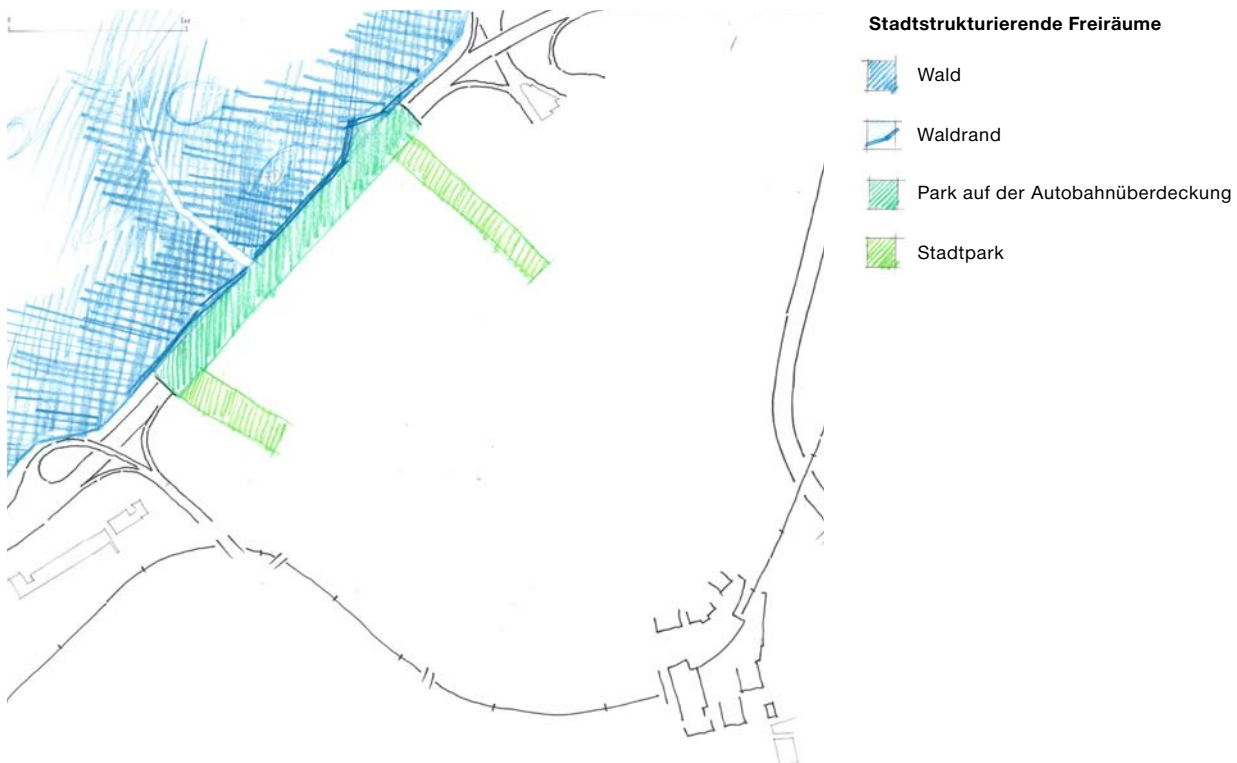 Stadtstrukturierende Freiräume
Wald
Waldrand
Park auf der Autobahnüberdeckung
Stadtpark